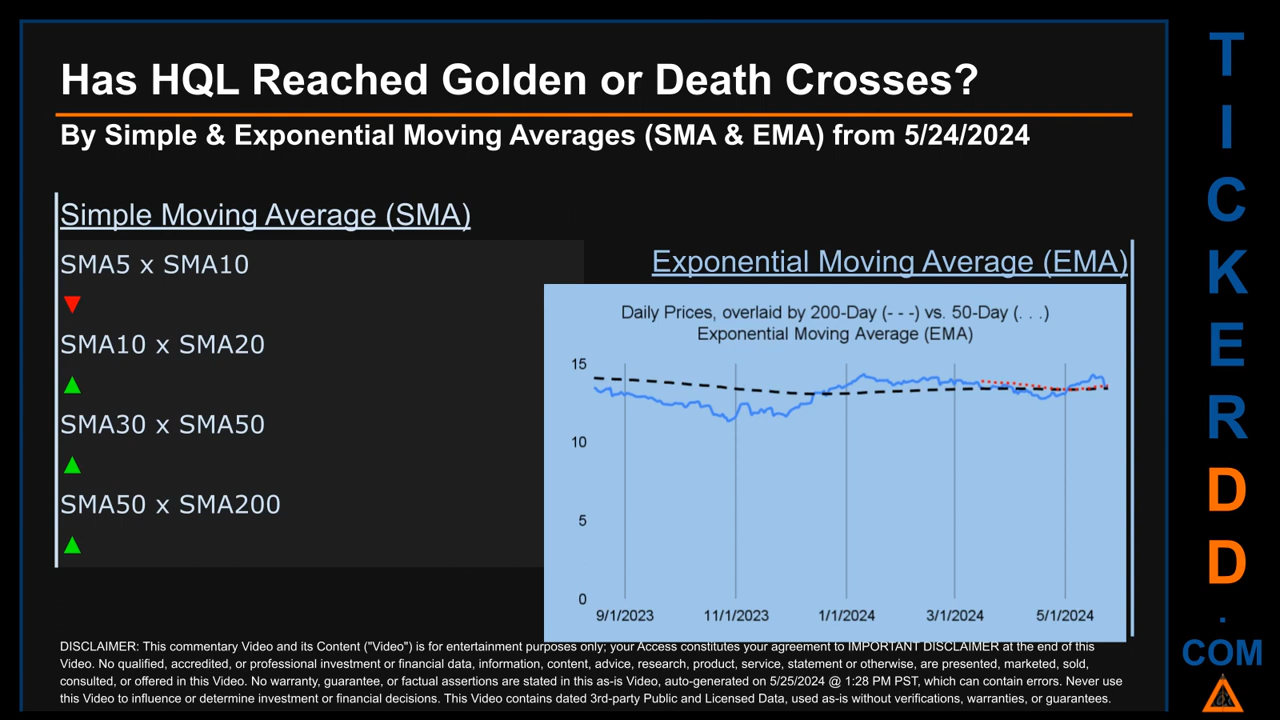 Has HQL Reached Golden or Death Crosses?
By Simple & Exponential Moving Averages (SMA & EMA) from 5/24/2024
Simple Moving Average (SMA)
SMA5 x SMA10
▼
SMA10 x SMA20
▲
SMA30 x SMA50
▲
SMA50 x SMA200
▲
Exponential Moving Average (EMA)
Daily Prices, overlaid by 200-Day (- - -) vs. 50-Day (. . .)
Exponential Moving Average (EMA)
15
10
5
0
9/1/2023 11/1/2023 1/1/2024 3/1/2024 5/1/2024
DISCLAIMER: This commentary Video and its Content ("Video") is for entertainment purposes only; your Access constitutes your agreement to IMPORTANT DISCLAIMER at the end of this
Video. No qualified, accredited, or professional investment or financial data, information, content, advice, research, product, service, statement or otherwise, are presented, marketed, sold,
consulted, or offered in this Video. No warranty, guarantee, or factual assertions are stated in this as-is Video, auto-generated on 5/25/2024 @ 1:28 PM PST, which can contain errors. Never use
this Video to influence or determine investment or financial decisions. This Video contains dated 3rd-party Public and Licensed Data, used as-is without verifications, warranties, or guarantees.
T
I
C
K
E
R
D
D
.
COM